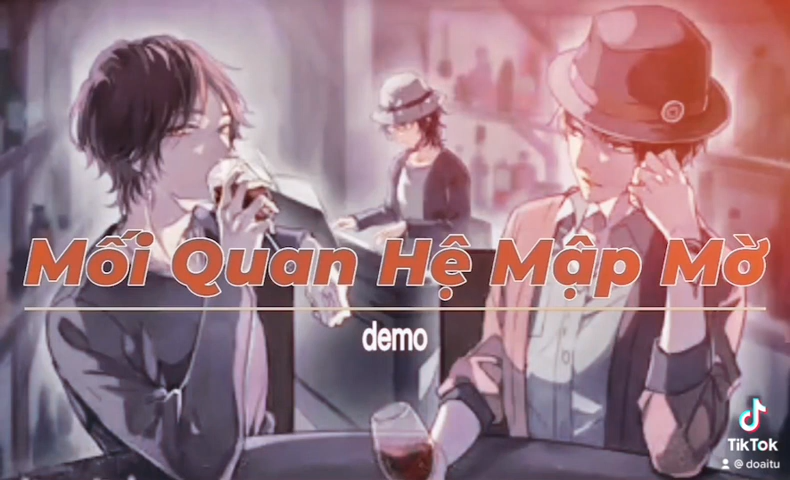 Mối Quan Hệ Mập Mờ
demo
TikTok
@ doaitu